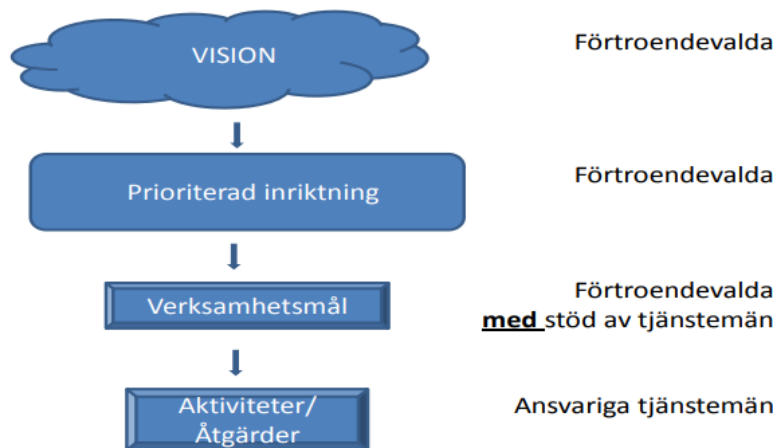 VISION
Förtroendevalda
Prioriterad inriktning
Förtroendevalda
Verksamhetsmål
Förtroendevalda
med stöd av tjänstemän
Aktiviteter/
Åtgärder
Ansvariga tjänstemän